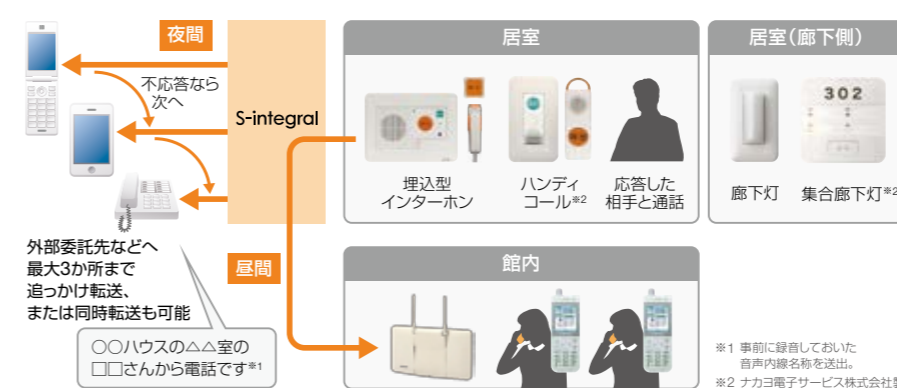 夜間
不応答なら
次へ
S-integral
外部委託先などへ
最大3か所まで
追っかけ転送、
または同時転送も可能
○○ハウスの△△室の
□□さんから電話です※1
昼間
居室
埋込型
インターホン
ハンディ
コール※2
応答した
相手と通話
居室（廊下側）
302
廊下灯
集合廊下灯※2
館内
※1 事前に録音しておいた
音声内線名称を送出。
※2 ナカヨ電子サービス株式会社